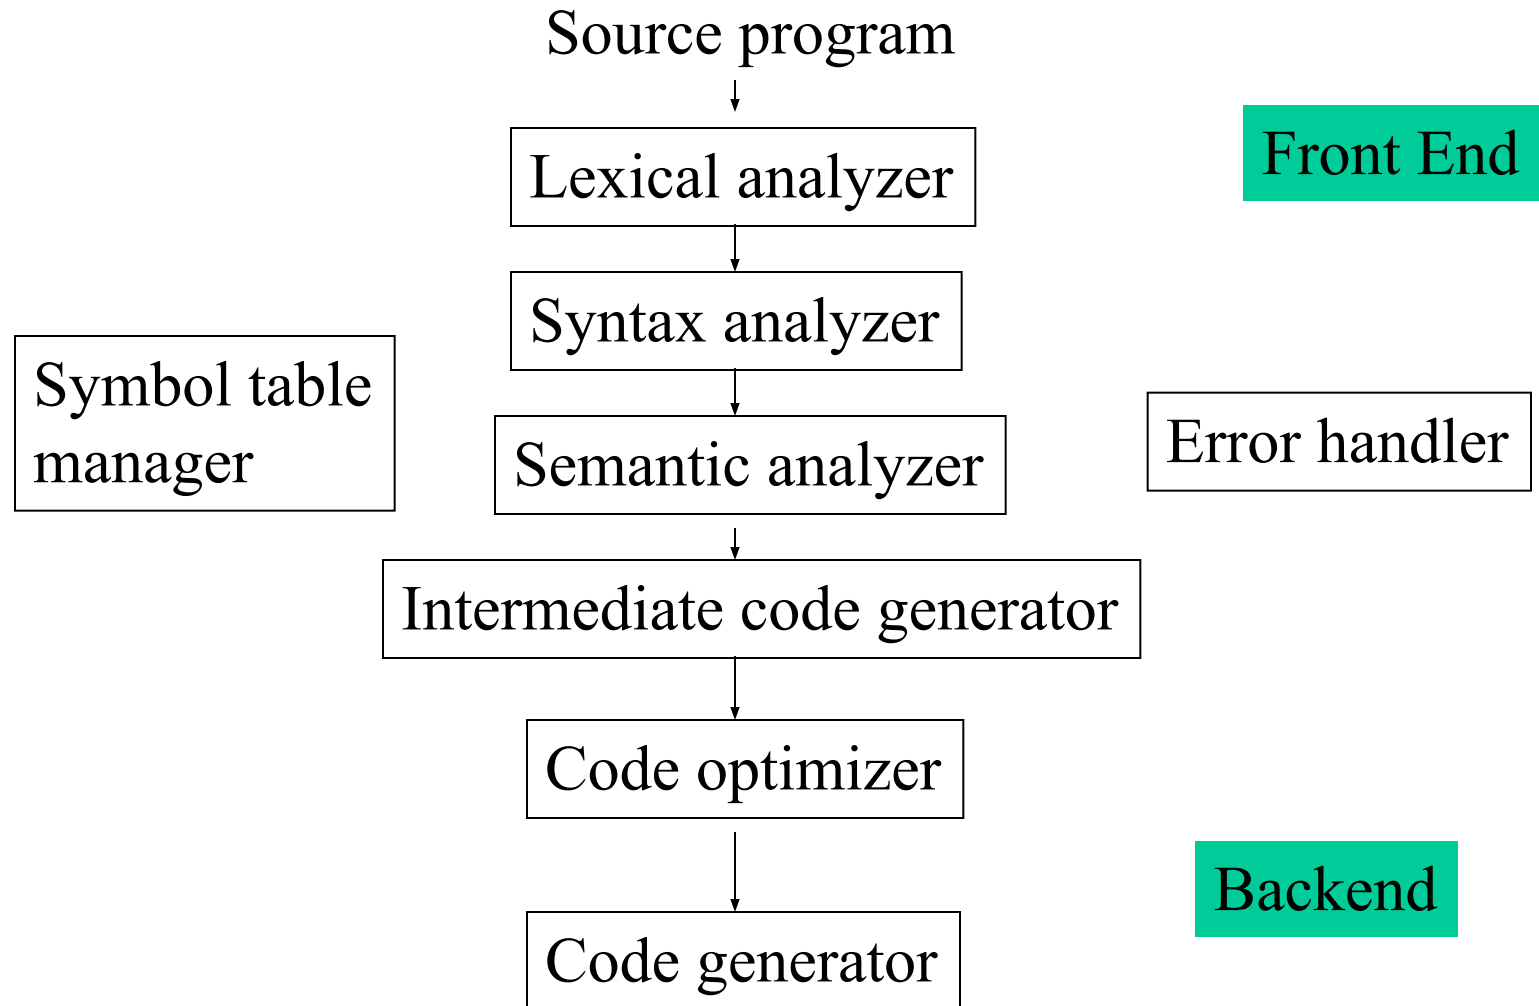 Source program
Front End
Lexical analyzer
Syntax analyzer
Symbol table
manager
Error handler
Semantic analyzer
Intermediate code generator
Code optimizer
Backend
Code generator